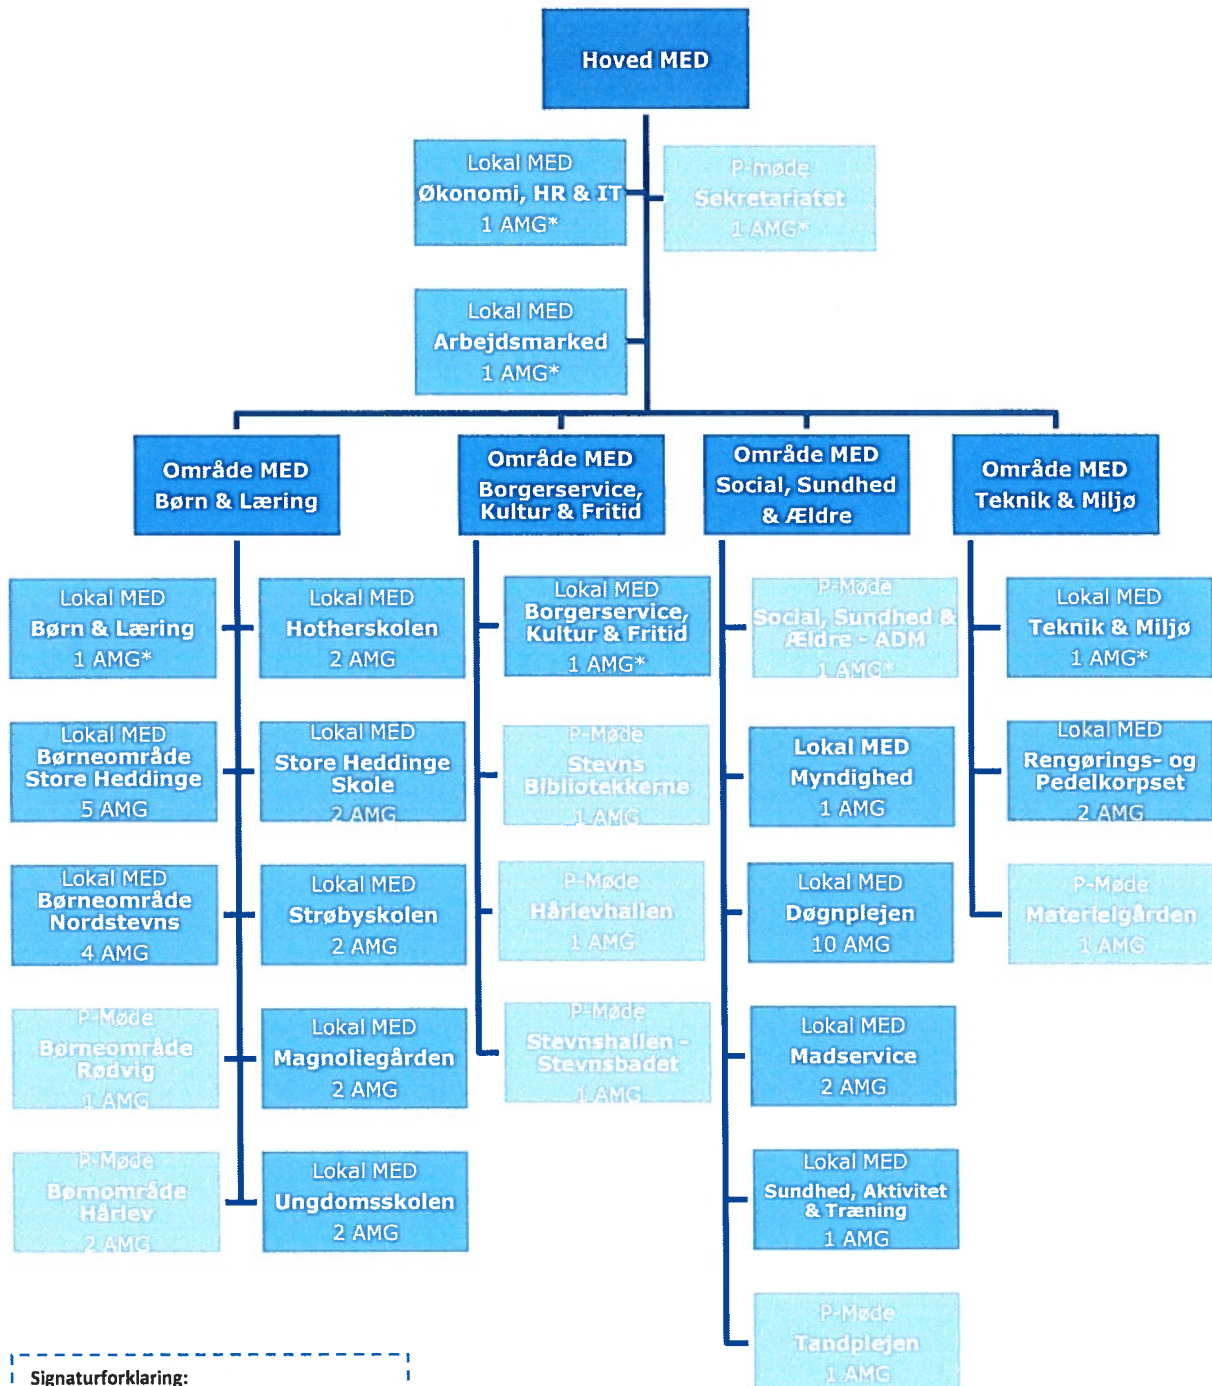 Hoved MED
Lokal MED
Økonomi, HR & IT
1 AMG*
P-møde
Sekretariatet
1 AMG*
Lokal MED
Arbejdsmarked
1 AMG*
Område MED
Børn & Læring
Område MED
Borgerservice,
Kultur & Fritid
Område MED
Social, Sundhed
& Ældre
Område MED
Teknik & Miljø
Lokal MED
Børn & Læring
1 AMG*
Lokal MED
Hotherskolen
2 AMG
Lokal MED
Børneområde
Store Heddinge
5 AMG
Lokal MED
Store Heddinge
Skole
2 AMG
Lokal MED
Børneområde
Nordstevns
4 AMG
Lokal MED
Strøbyskolen
2 AMG
P-Møde
Børneområde
Rødvig
1 AMG
Lokal MED
Magnoliegården
2 AMG
P-Møde
Børnområde
Hårlev
2 AMG
Lokal MED
Ungdomsskolen
2 AMG
Lokal MED
Borgerservice,
Kultur & Fritid
1 AMG*
P-Møde
Stevns
Bibliotekkerne
1 AMG
P-Møde
Hårlevhallen
1 AMG
P-Møde
Stevnshallen -
Stevnsbadet
1 AMG
P-Møde
Social, Sundhed &
Ældre - ADM
1 AMG*
Lokal MED
Myndighed
1 AMG
Lokal MED
Døgnplejen
10 AMG
Lokal MED
Madservice
2 AMG
Lokal MED
Sundhed, Aktivitet
& Træning
1 AMG
P-Møde
Tandplejen
1 AMG
Lokal MED
Teknik & Miljø
1 AMG*
Lokal MED
Rengørings- og
Pedelkorpset
2 AMG
P-Møde
Materielgården
1 AMG
Signaturforklaring: